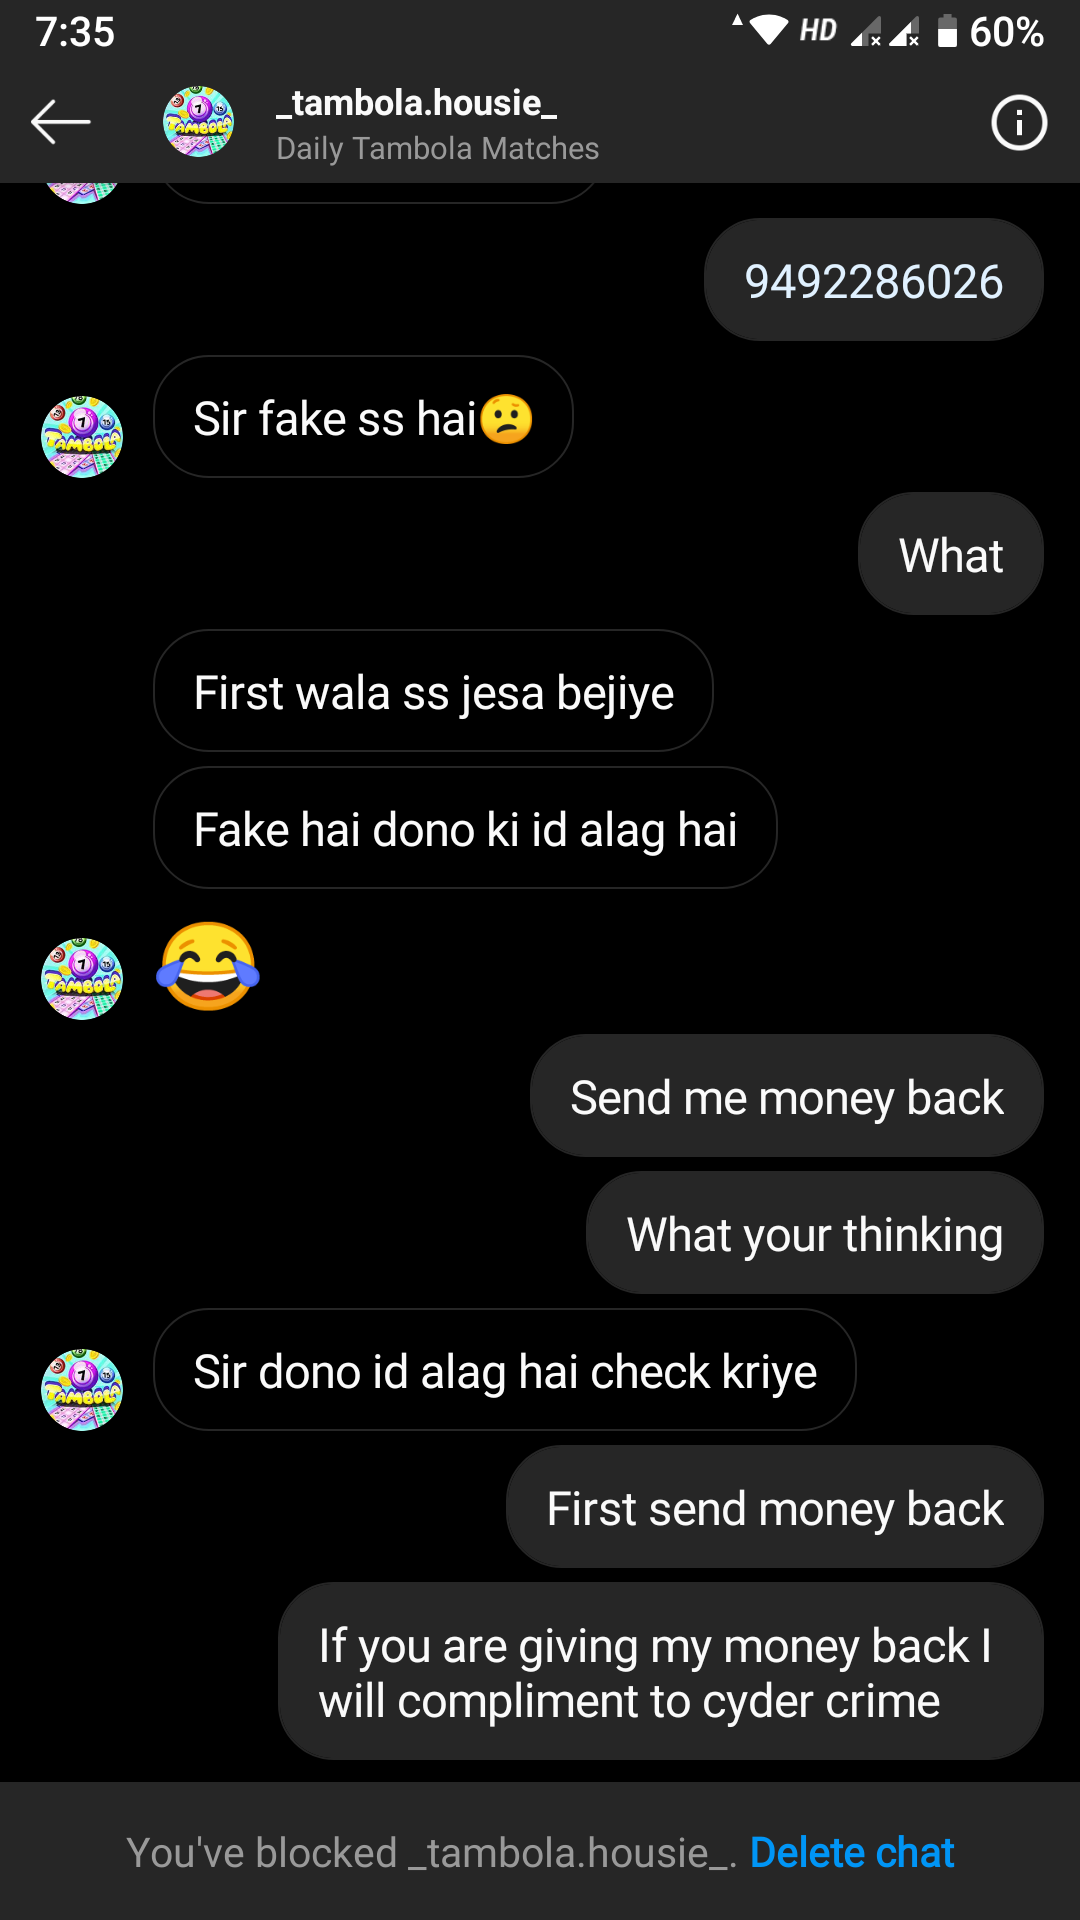 7:35
HD
60%
_tambola.housie_
Daily Tambola Matches
9492286026
Sir fake ss hai😟
What
First wala ss jesa bejiye
Fake hai dono ki id alag hai
😂
Send me money back
What your thinking
Sir dono id alag hai check kriye
First send money back
If you are giving my money back I
will compliment to cyder crime
You've blocked _tambola.housie_. Delete chat